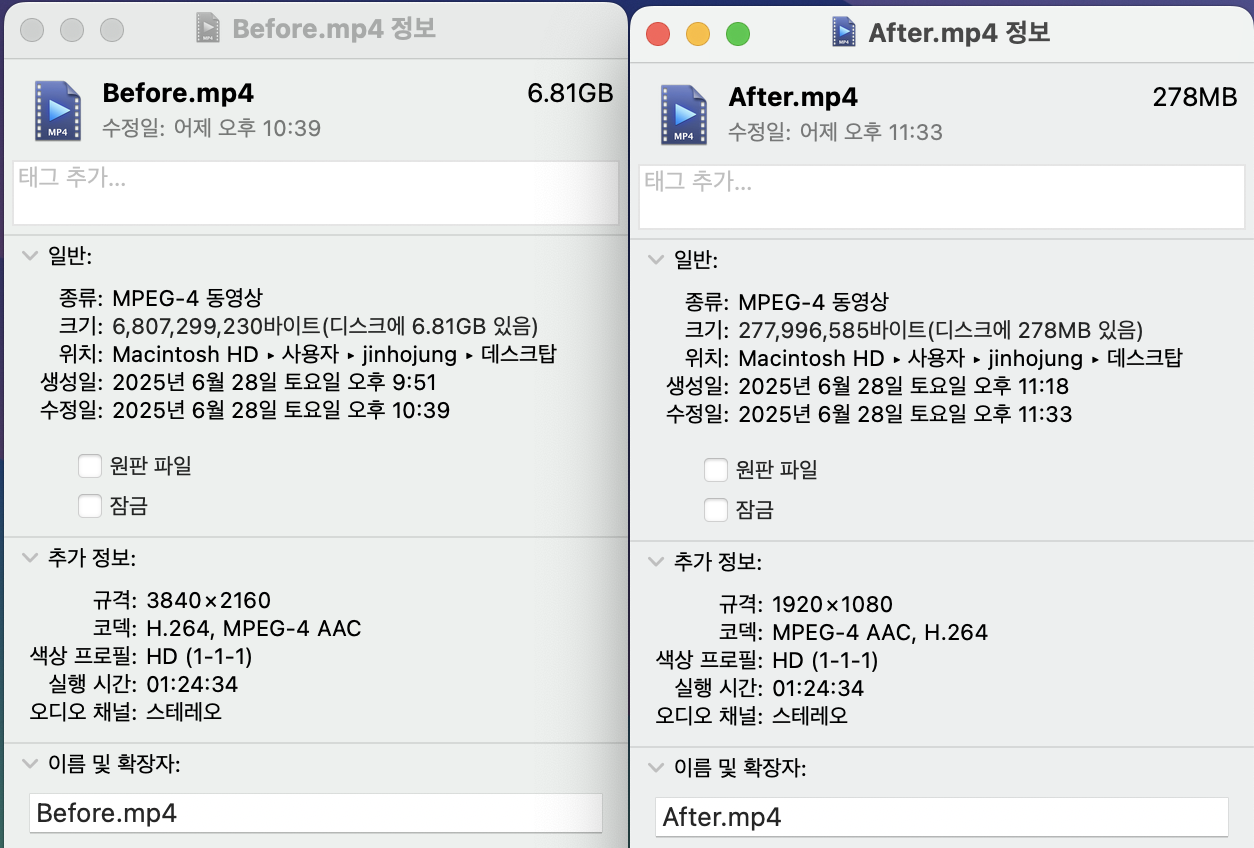 Before.mp4 정보
MP4
Before.mp4
6.81GB
수정일: 어제 오후 10:39
태그 추가...
일반:
종류: MPEG-4 동영상
크기: 6,807,299,230바이트(디스크에 6.81GB 있음)
위치: Macintosh HD ▸ 사용자 ▸ jinhojung ▸ 데스크탑
생성일: 2025년 6월 28일 토요일 오후 9:51
수정일: 2025년 6월 28일 토요일 오후 10:39
원판 파일
잠금
추가 정보:
규격: 3840×2160
코덱: H.264, MPEG-4 AAC
색상 프로필: HD (1-1-1)
실행 시간: 01:24:34
오디오 채널: 스테레오
이름 및 확장자:
Before.mp4
After.mp4 정보
MP4
After.mp4
278MB
수정일: 어제 오후 11:33
태그 추가...
일반:
종류: MPEG-4 동영상
크기: 277,996,585바이트(디스크에 278MB 있음)
위치: Macintosh HD ▸ 사용자 ▸ jinhojung ▸ 데스크탑
생성일: 2025년 6월 28일 토요일 오후 11:18
수정일: 2025년 6월 28일 토요일 오후 11:33
원판 파일
잠금
추가 정보:
규격: 1920×1080
코덱: MPEG-4 AAC, H.264
색상 프로필: HD (1-1-1)
실행 시간: 01:24:34
오디오 채널: 스테레오
이름 및 확장자:
After.mp4